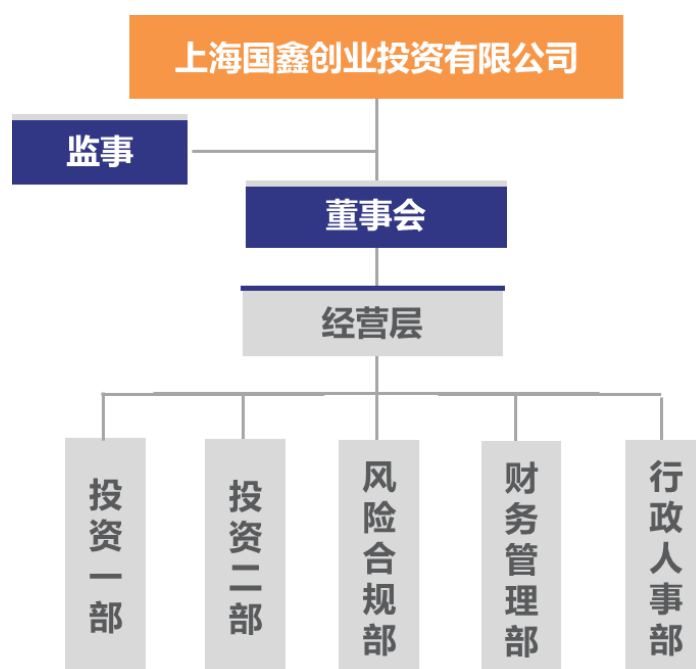 上海国鑫创业投资有限公司
监事
董事会
经营层
投资一部
投资二部
风险合规部
财务管理部
行政人事部